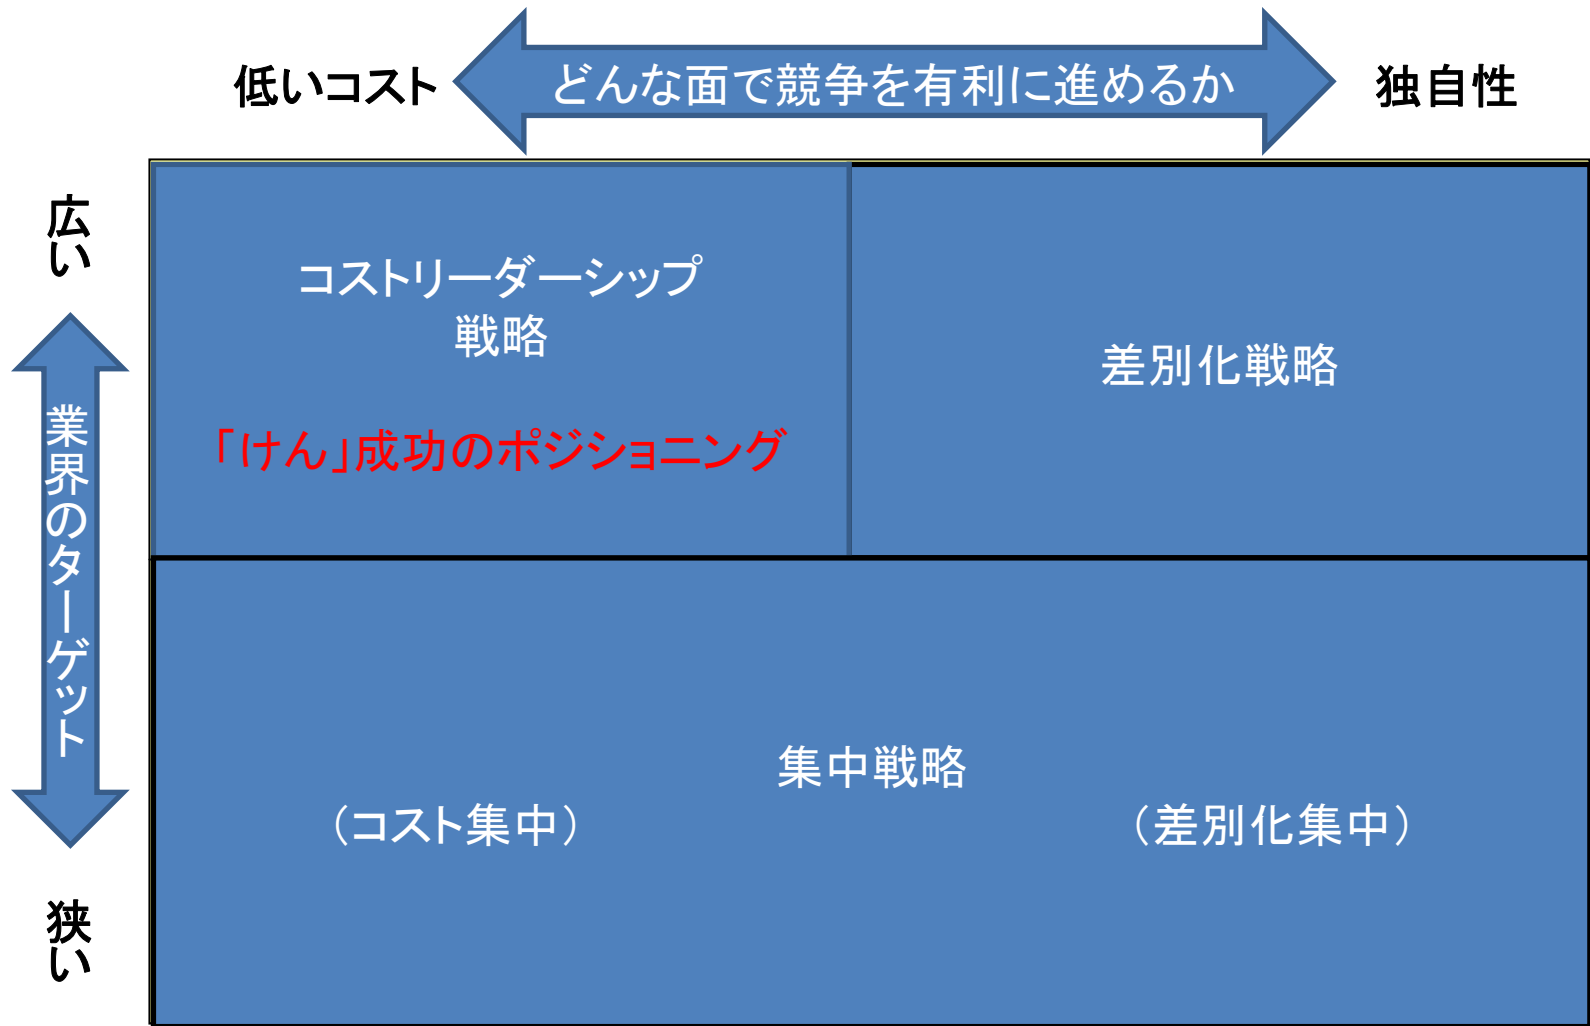 低いコスト
どんな面で競争を有利に進めるか
独自性
広い
業界のターゲット
狭い
コストリーダーシップ
戦略
「けん」成功のポジショニング
差別化戦略
集中戦略
（コスト集中）
（差別化集中）